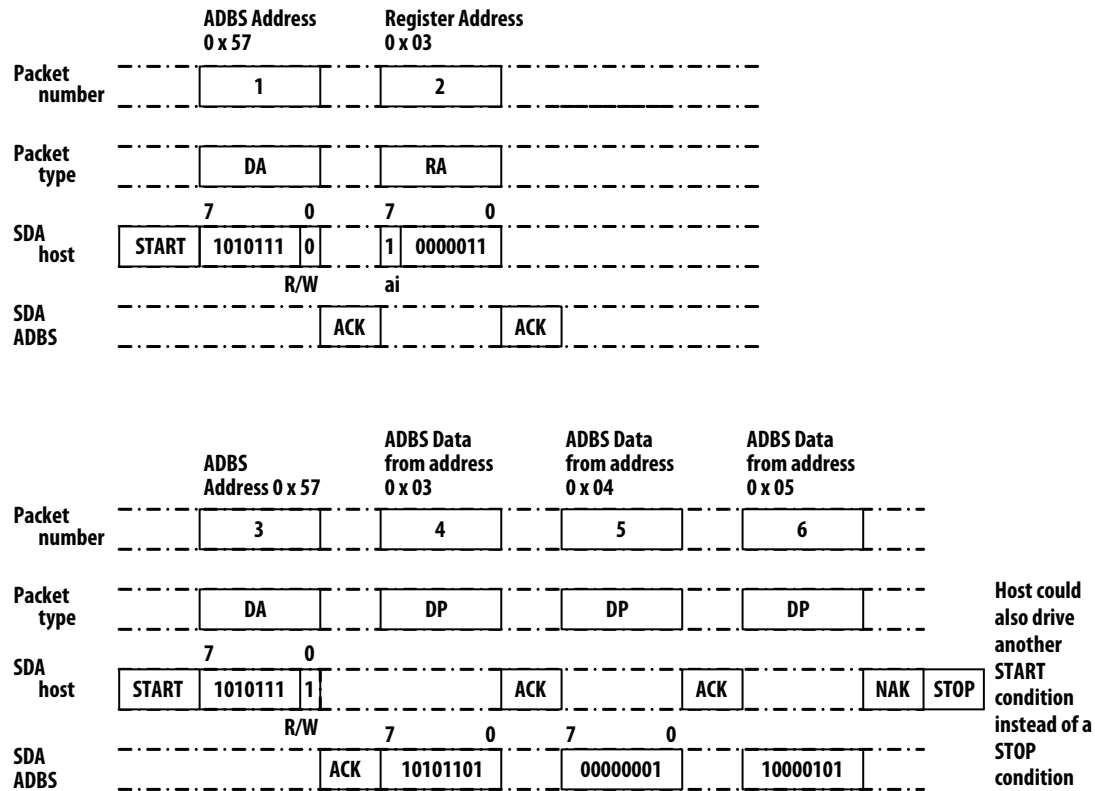 ADBS Address
0 x 57
Register Address
0 x 03
Packet
number
1
2
Packet
type
DA
RA
7 0 7 0
SDA
host
START 1010111 0 1 0000011
R/W ai
SDA
ADBS
ACK ACK
ADBS
Address 0 x 57
ADBS Data
from address
0 x 03
ADBS Data
from address
0 x 04
ADBS Data
from address
0 x 05
Packet
number
3 4 5 6
Packet
type
DA DP DP DP
7 0
SDA
host
START 1010111 1 ACK ACK NAK STOP
R/W 7 0 7 0
SDA
ADBS
ACK 10101101 00000001 10000101
Host could
also drive
another
START
condition
instead of a
STOP
condition